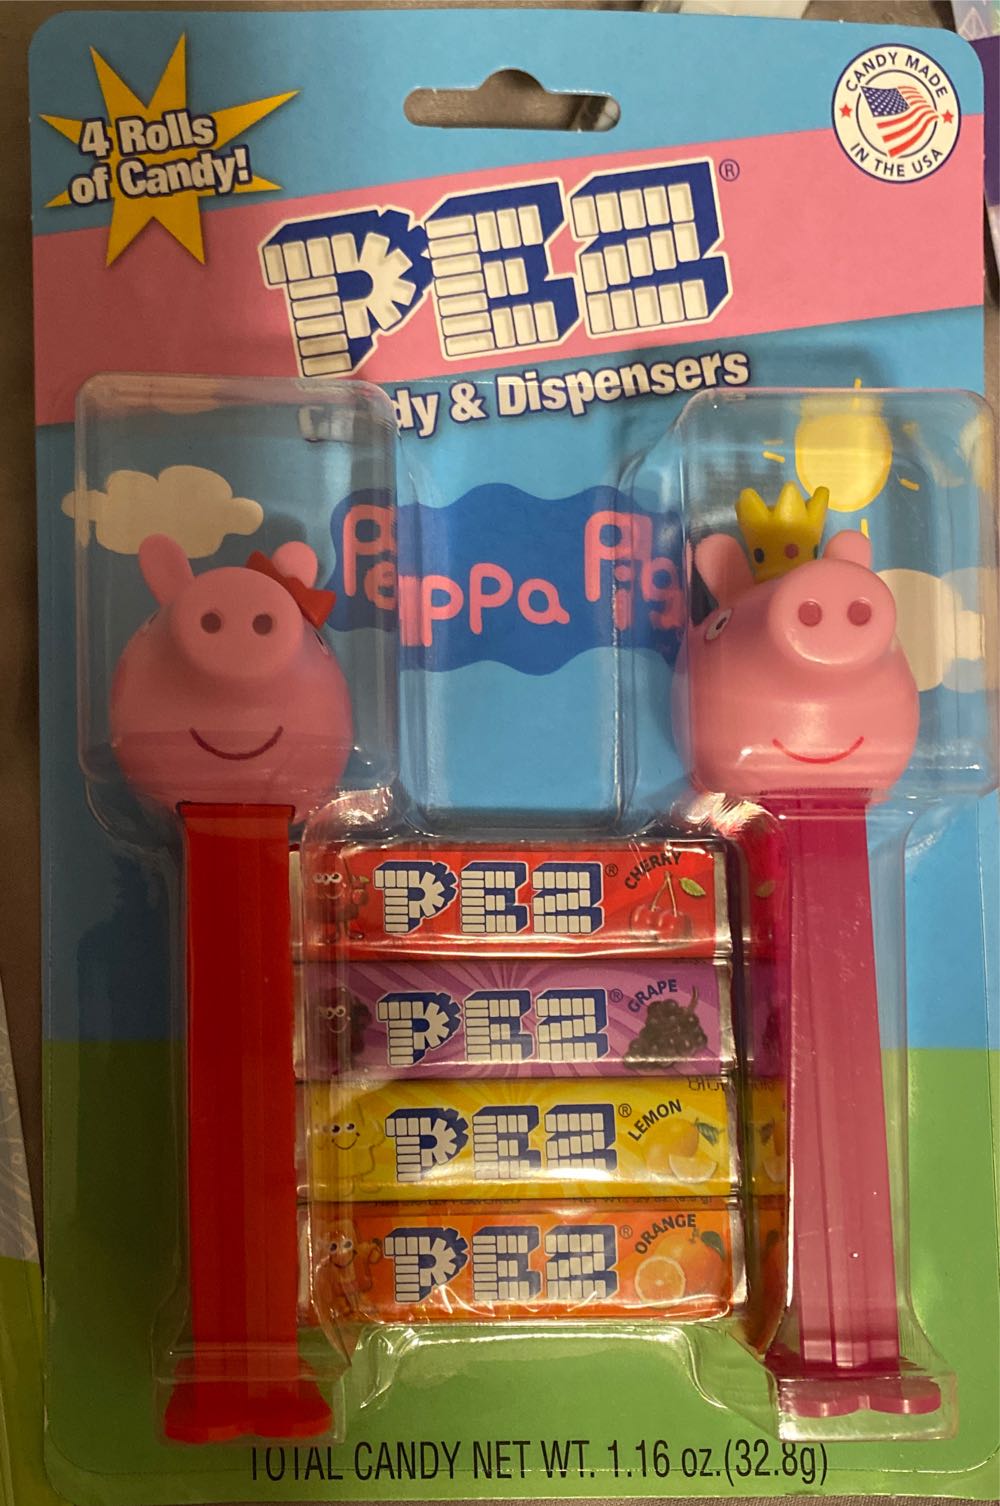 4 Rolls
of Candy!
CANDY MADE
IN THE USA
PEZ®
dy & Dispensers
Peppa Pig
PEZ® CHERRY
PEZ® GRAPE
PEZ® LEMON
PEZ® ORANGE
TOTAL CANDY NET WT. 1.16 oz.(32.8g)